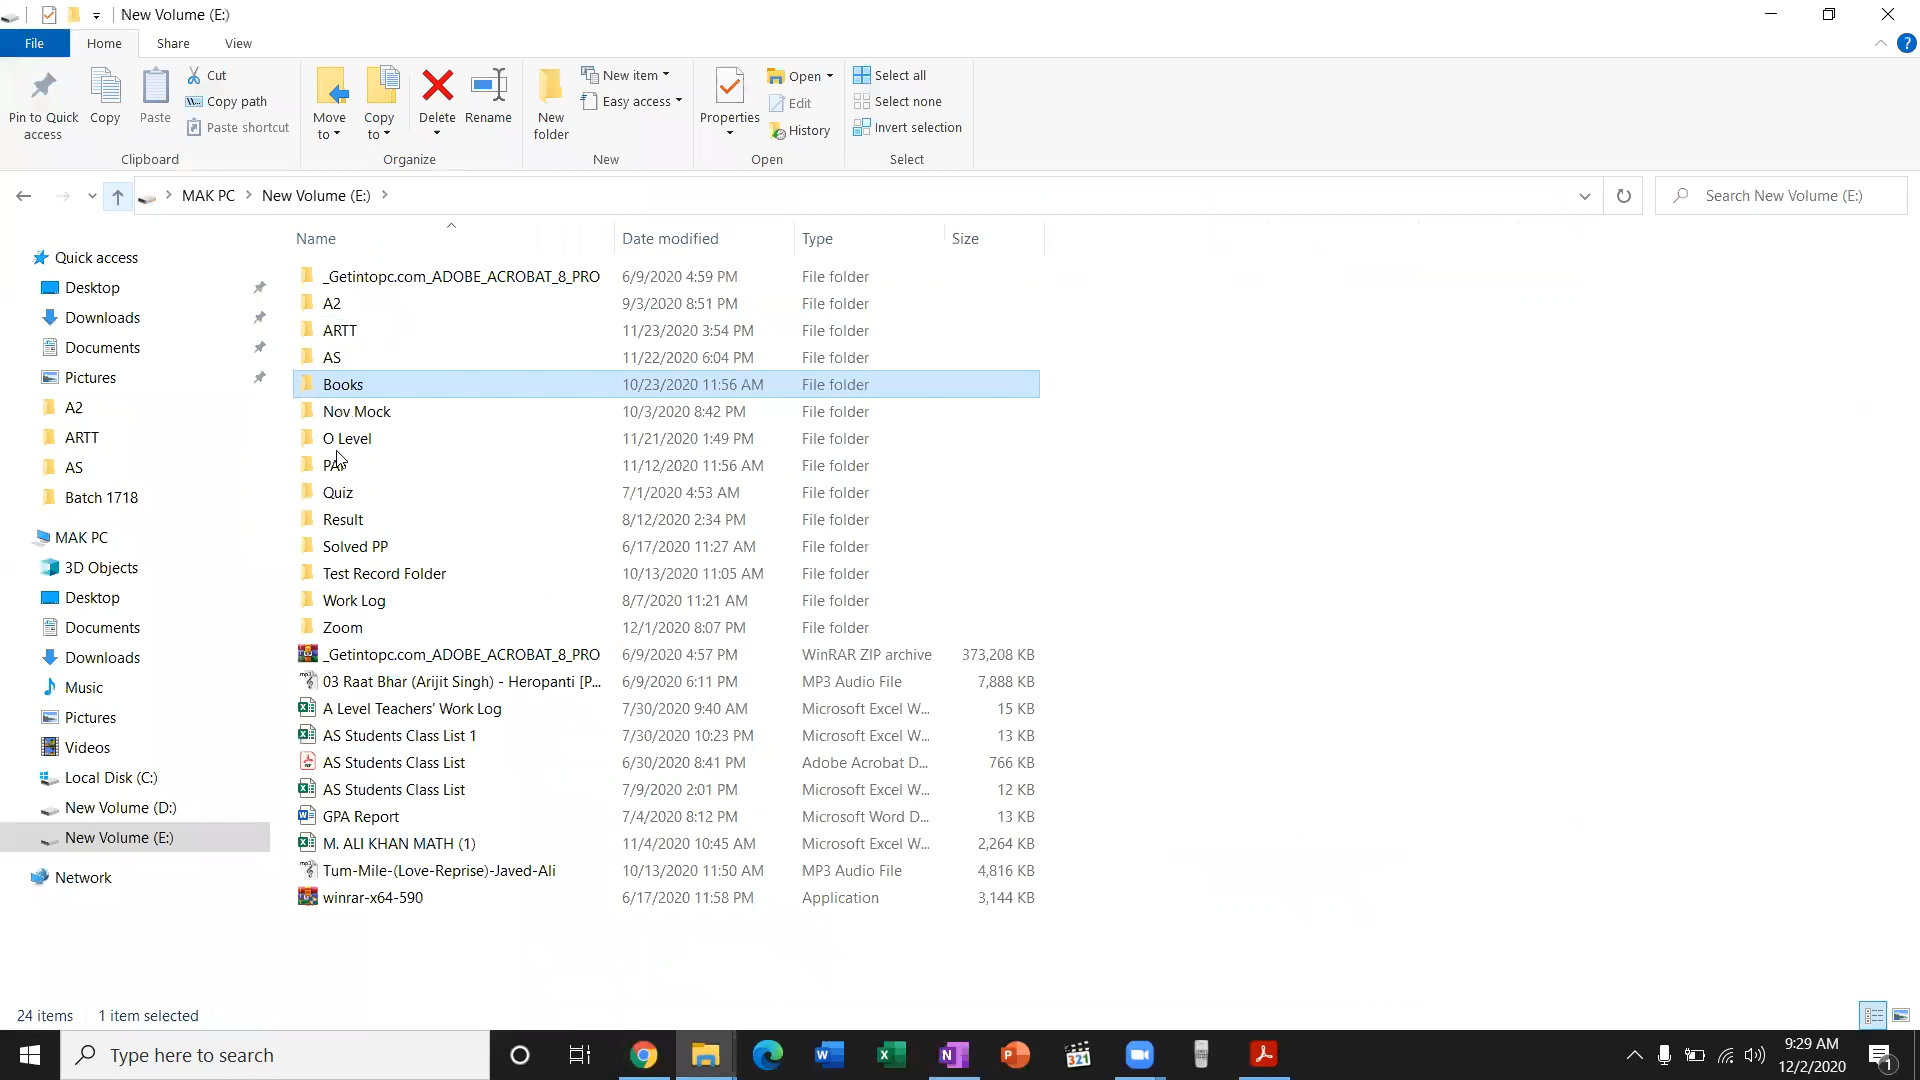 New Volume (E:)
File Home Share View
Pin to Quick access
Copy
Paste
Cut
Copy path
Paste shortcut
Clipboard
Move to
Copy to
Delete
Rename
Organize
New folder
New item
Easy access
New
Properties
Open
Edit
History
Open
Select all
Select none
Invert selection
Select
MAK PC New Volume (E:)
Search New Volume (E:)
Quick access
Desktop
Downloads
Documents
Pictures
A2
ARTT
AS
Batch 1718
MAK PC
3D Objects
Desktop
Documents
Downloads
Music
Pictures
Videos
Local Disk (C:)
New Volume (D:)
New Volume (E:)
Network
Name Date modified Type Size
_Getintopc.com_ADOBE_ACROBAT_8_PRO 6/9/2020 4:59 PM File folder
A2 9/3/2020 8:51 PM File folder
ARTT 11/23/2020 3:54 PM File folder
AS 11/22/2020 6:04 PM File folder
Books 10/23/2020 11:56 AM File folder
Nov Mock 10/3/2020 8:42 PM File folder
O Level 11/21/2020 1:49 PM File folder
11/12/2020 11:56 AM File folder
Quiz 7/1/2020 4:53 AM File folder
Result 8/12/2020 2:34 PM File folder
Solved PP 6/17/2020 11:27 AM File folder
Test Record Folder 10/13/2020 11:05 AM File folder
Work Log 8/7/2020 11:21 AM File folder
Zoom 12/1/2020 8:07 PM File folder
_Getintopc.com_ADOBE_ACROBAT_8_PRO 6/9/2020 4:57 PM WinRAR ZIP archive 373,208 KB
03 Raat Bhar (Arijit Singh) - Heropanti [P... 6/9/2020 6:11 PM MP3 Audio File 7,888 KB
A Level Teachers' Work Log 7/30/2020 9:40 AM Microsoft Excel W... 15 KB
AS Students Class List 1 7/30/2020 10:23 PM Microsoft Excel W... 13 KB
AS Students Class List 6/30/2020 8:41 PM Adobe Acrobat D... 766 KB
AS Students Class List 7/9/2020 2:01 PM Microsoft Excel W... 12 KB
GPA Report 7/4/2020 8:12 PM Microsoft Word D... 13 KB
M. ALI KHAN MATH (1) 11/4/2020 10:45 AM Microsoft Excel W... 2,264 KB
Tum-Mile-(Love-Reprise)-Javed-Ali 10/13/2020 11:50 AM MP3 Audio File 4,816 KB
winrar-x64-590 6/17/2020 11:58 PM Application 3,144 KB
24 items 1 item selected
Type here to search
9:29 AM
12/2/2020
1